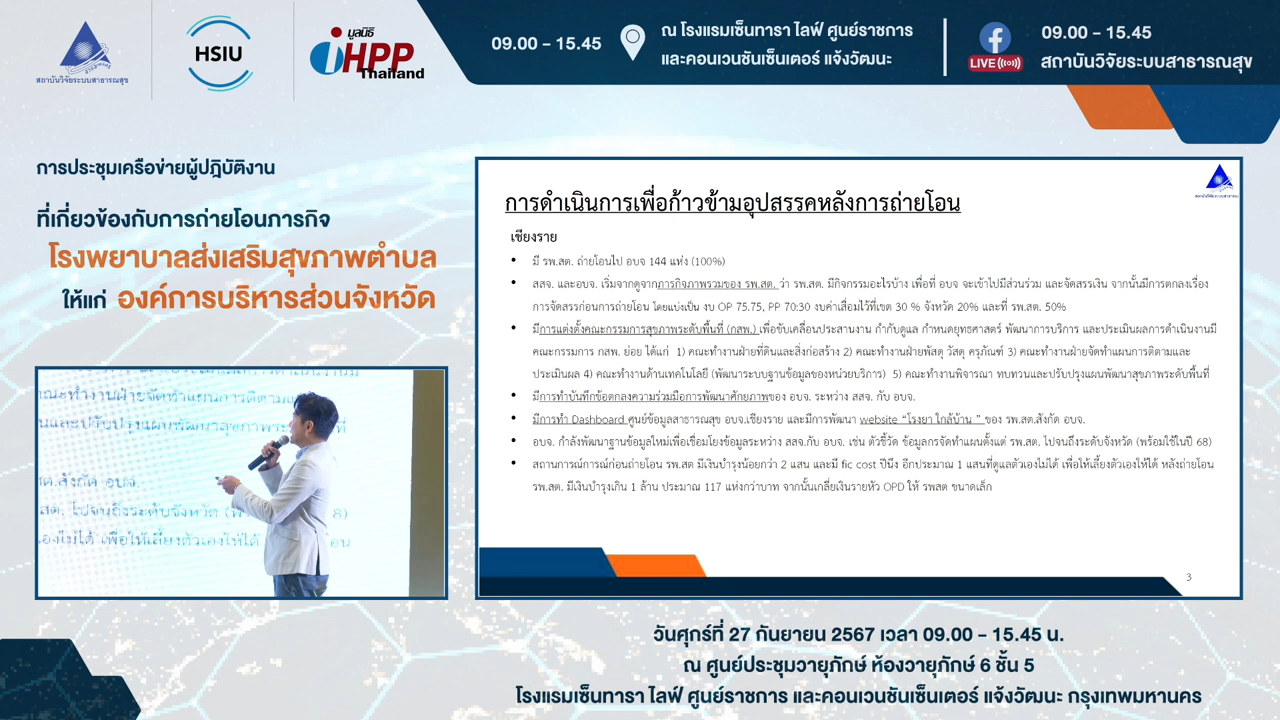 สถาบันวิจัยระบบสาธารณสุข
HSIU
มูลนิธิ
iHPP
Thailand
09.00 - 15.45
ณ โรงแรมเซ็นทารา ไลฟ์ ศูนย์ราชการ
และคอนเวนชันเซ็นเตอร์ แจ้งวัฒนะ
LIVE
09.00 - 15.45
สถาบันวิจัยระบบสาธารณสุข
การประชุมเครือข่ายผู้ปฎิบัติงาน
ที่เกี่ยวข้องกับการถ่ายโอนภารกิจ
โรงพยาบาลส่งเสริมสุขภาพตำบล
ให้แก่ องค์การบริหารส่วนจังหวัด
การดำเนินการเพื่อก้าวข้ามอุปสรรคหลังการถ่ายโอน
เชียงราย
• มี รพ.สต. ถ่ายโอนไป อบจ 144 แห่ง (100%)
• สสจ. และอบจ. เริ่มจากดูจากภารกิจภาพรวมของ รพ.สต. ว่า รพ.สต. มีกิจกรรมอะไรบ้าง เพื่อที่ อบจ จะเข้าไปมีส่วนร่วม และจัดสรรเงิน จากนั้นมีการตกลงเรื่อง
การจัดสรรก่อนการถ่ายโอน โดยแบ่งเป็น งบ OP 75.75, PP 70:30 งบค่าเสื่อมไว้ที่เขต 30 % จังหวัด 20% และที่ รพ.สต. 50%
• มีการแต่งตั้งคณะกรรมการสุขภาพระดับพื้นที่ (กสพ.) เพื่อขับเคลื่อนประสานงาน กำกับดูแล กำหนดยุทธศาสตร์ พัฒนาการบริการ และประเมินผลการดำเนินงานมี
คณะกรรมการ กสพ. ย่อย ได้แก่ 1) คณะทำงานฝ่ายที่ดินและสิ่งก่อสร้าง 2) คณะทำงานฝ่ายพัสดุ วัสดุ ครุภัณฑ์ 3) คณะทำงานฝ่ายจัดทำแผนการติดตามและ
ประเมินผล 4) คณะทำงานด้านเทคโนโลยี (พัฒนาระบบฐานข้อมูลของหน่วยบริการ) 5) คณะทำงานพิจารณา ทบทวนและปรับปรุงแผนพัฒนาสุขภาพระดับพื้นที่
• มีการทำบันทึกข้อตกลงความร่วมมือการพัฒนาศักยภาพของ อบจ. ระหว่าง สสจ. กับ อบจ.
• มีการทำ Dashboard ศูนย์ข้อมูลสาธารณสุข อบจ.เชียงราย และมีการพัฒนา website “โรงยา ใกล้บ้าน ” ของ รพ.สต.สังกัด อบจ.
• อบจ. กำลังพัฒนาฐานข้อมูลใหม่เพื่อเชื่อมโยงข้อมูลระหว่าง สสจ.กับ อบจ. เช่น ตัวชี้วัด ข้อมูลกรจัดทำแผนตั้งแต่ รพ.สต. ไปจนถึงระดับจังหวัด (พร้อมใช้ในปี 68)
• สถานการณ์การณ์ก่อนถ่ายโอน รพ.สต มีเงินบำรุงน้อยกว่า 2 แสน และมี fic cost ปีนึง อีกประมาณ 1 แสนที่ดูแลตัวเองไม่ได้ เพื่อให้เลี้ยงตัวเองให้ได้ หลังถ่ายโอน
รพ.สต. มีเงินบำรุงเกิน 1 ล้าน ประมาณ 117 แห่งกว่าบาท จากนั้นเกลี่ยเงินรายหัว OPD ให้ รพสต ขนาดเล็ก
3
วันศุกร์ที่ 27 กันยายน 2567 เวลา 09.00 - 15.45 น.
ณ ศูนย์ประชุมวายุภักษ์ ห้องวายุภักษ์ 6 ชั้น 5
โรงแรมเซ็นทารา ไลฟ์ ศูนย์ราชการ และคอนเวนชันเซ็นเตอร์ แจ้งวัฒนะ กรุงเทพมหานคร